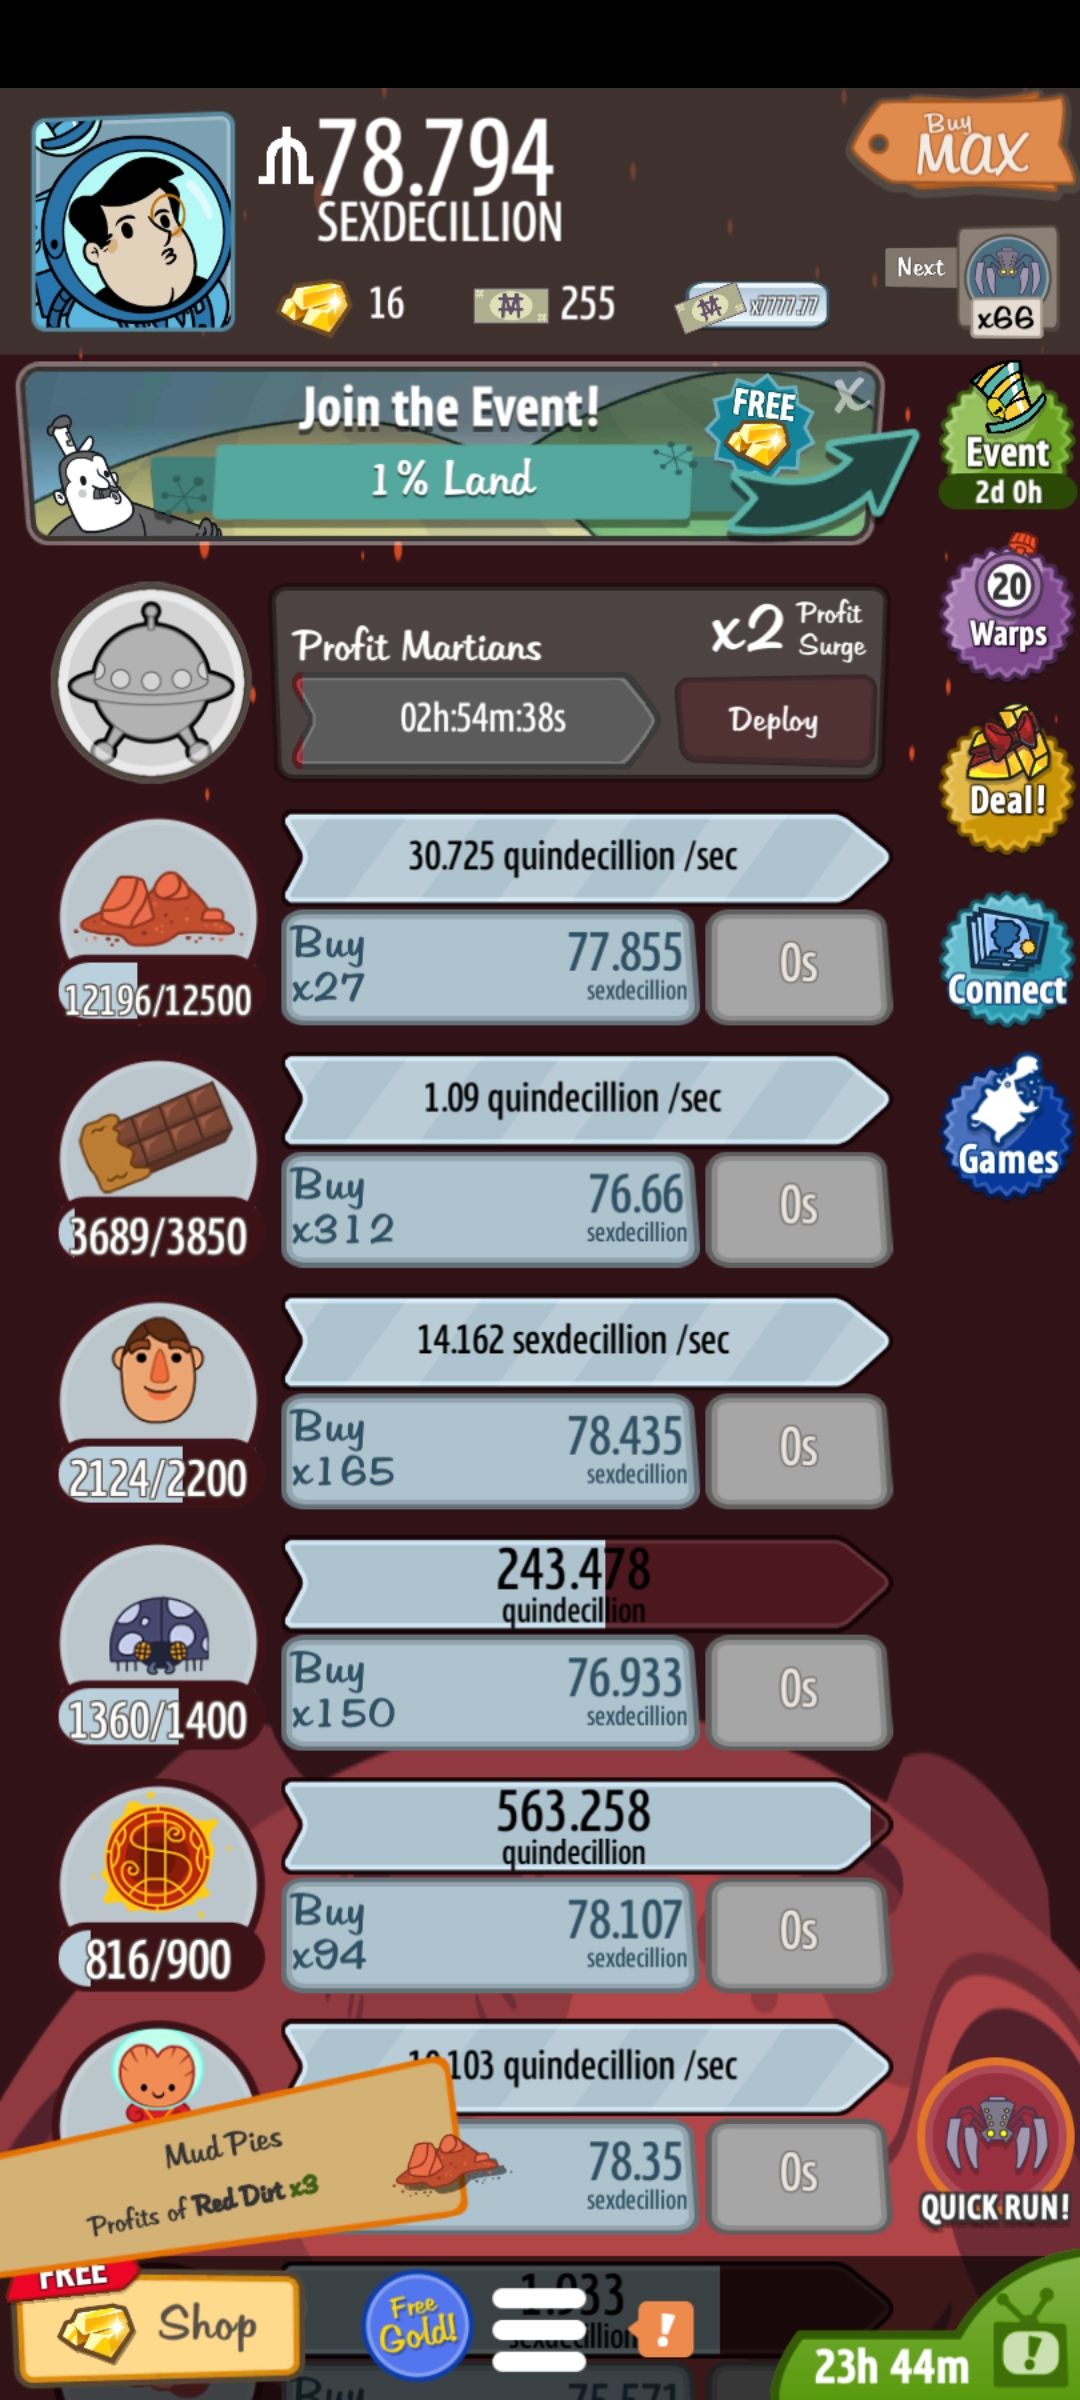 78.794
SEXDECILLION
Buy
MAX
16
255
x7777.77
Next
x66
Join the Event!
FREE
X
1% Land
Event
2d 0h
20
Warps
Profit Martians
x2 Profit Surge
02h:54m:38s
Deploy
Deal!
30.725 quindecillion /sec
Buy
x27
77.855
sexdecillion
0s
12196/12500
Connect
1.09 quindecillion /sec
Buy
x312
76.66
sexdecillion
0s
3689/3850
Games
14.162 sexdecillion /sec
Buy
x165
78.435
sexdecillion
0s
2124/2200
243.478
quindecillion
Buy
x150
76.933
sexdecillion
0s
1360/1400
563.258
quindecillion
Buy
x94
78.107
sexdecillion
0s
816/900
103 quindecillion /sec
Mud Pies
Profits of Red Dirt x3
78.35
sexdecillion
0s
QUICK RUN!
FREE
Shop
Free
Gold!
!
23h 44m
!
Buy